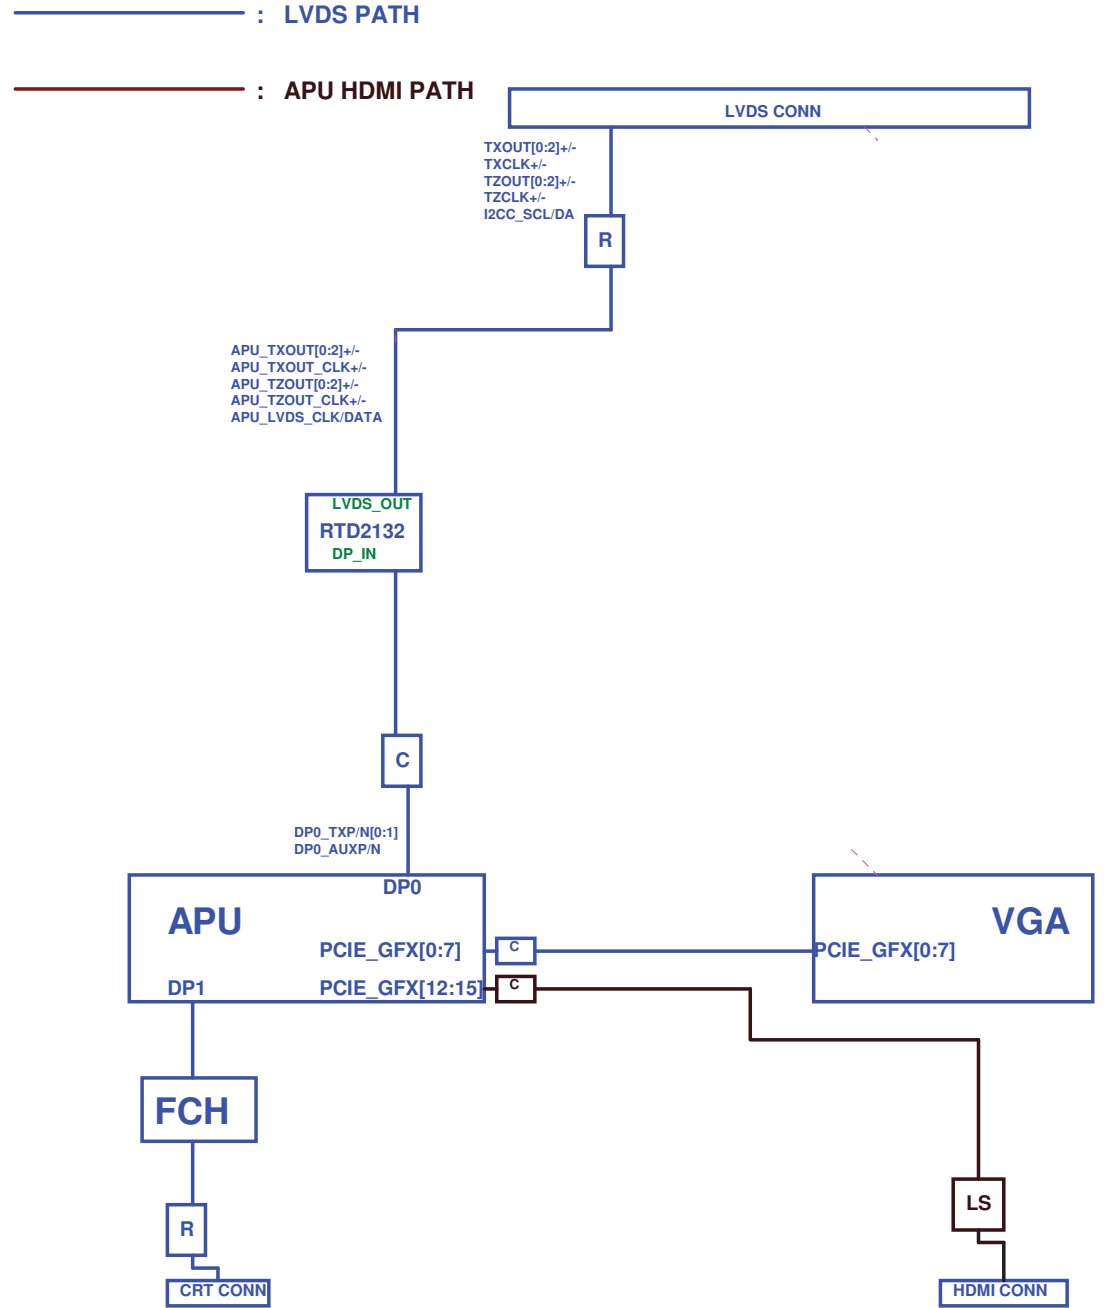 : LVDS PATH
: APU HDMI PATH
LVDS CONN
TXOUT[0:2]+/-
TXCLK+/-
TZOUT[0:2]+/-
TZCLK+/-
I2CC_SCL/DA
R
APU_TXOUT[0:2]+/-
APU_TXOUT_CLK+/-
APU_TZOUT[0:2]+/-
APU_TZOUT_CLK+/-
APU_LVDS_CLK/DATA
LVDS_OUT
RTD2132
DP_IN
C
DP0_TXP/N[0:1]
DP0_AUXP/N
DP0
APU
VGA
PCIE_GFX[0:7]
C
PCIE_GFX[0:7]
DP1
PCIE_GFX[12:15]
C
FCH
LS
R
CRT CONN
HDMI CONN